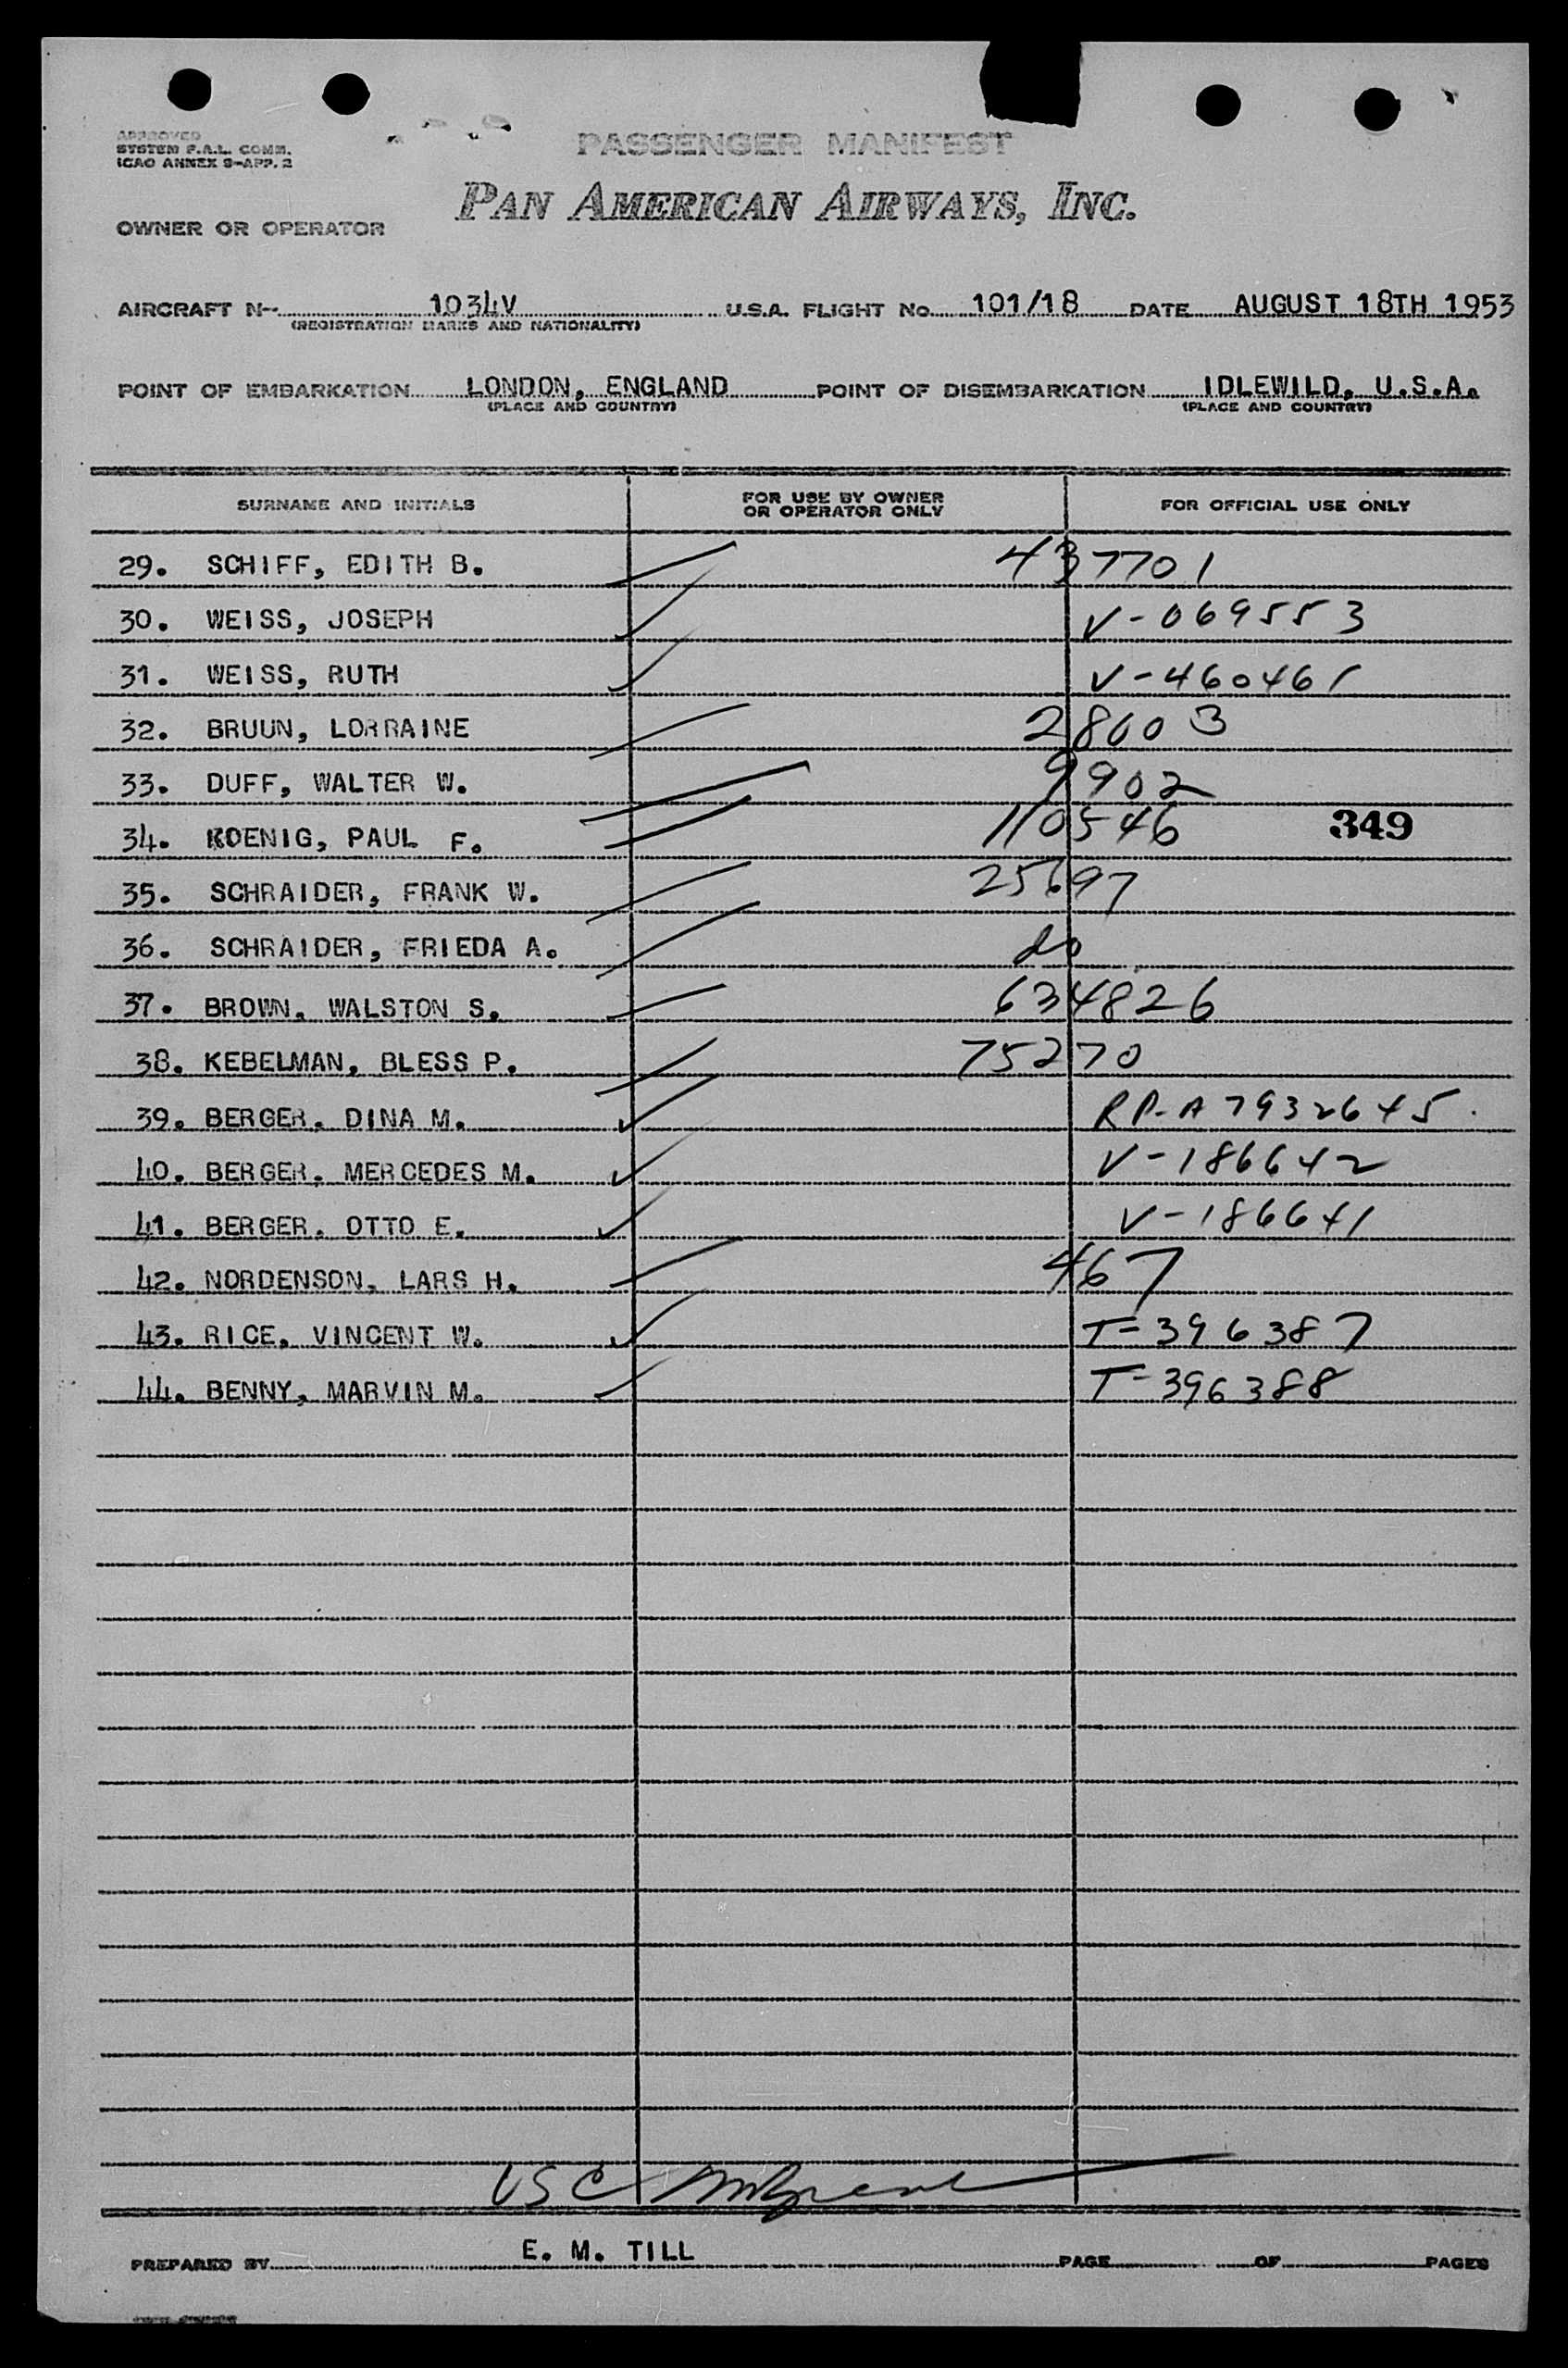 APPROVED
SYSTEM F.A.L. COMM.
ICAO ANNEX 9-APP. 2
PASSENGER MANIFEST
PAN AMERICAN AIRWAYS, INC.
OWNER OR OPERATOR
AIRCRAFT N-- 1034V U.S.A. FLIGHT No. 101/18 DATE AUGUST 18TH 1953
(REGISTRATION MARKS AND NATIONALITY)
POINT OF EMBARKATION LONDON, ENGLAND POINT OF DISEMBARKATION IDLEWILD, U.S.A.
(PLACE AND COUNTRY) (PLACE AND COUNTRY)
SURNAME AND INITIALS FOR USE BY OWNER OR OPERATOR ONLY FOR OFFICIAL USE ONLY
29. SCHIFF, EDITH B. 437701
30. WEISS, JOSEPH V-069553
31. WEISS, RUTH V-460461
32. BRUUN, LORRAINE 28003
33. DUFF, WALTER W. 9902
34. KOENIG, PAUL F. 110546 349
35. SCHRAIDER, FRANK W. 25697
36. SCHRAIDER, FRIEDA A. do
37. BROWN, WALSTON S. 634826
38. KEBELMAN, BLESS P. 75270
39. BERGER, DINA M. RP-A7932645.
40. BERGER, MERCEDES M. V-186642
41. BERGER, OTTO E. V-186641
42. NORDENSON, LARS H. 467
43. RICE, VINCENT W. T-396387
44. BENNY, MARVIN M. T-396388
USC
PREPARED BY E. M. TILL PAGE OF PAGES